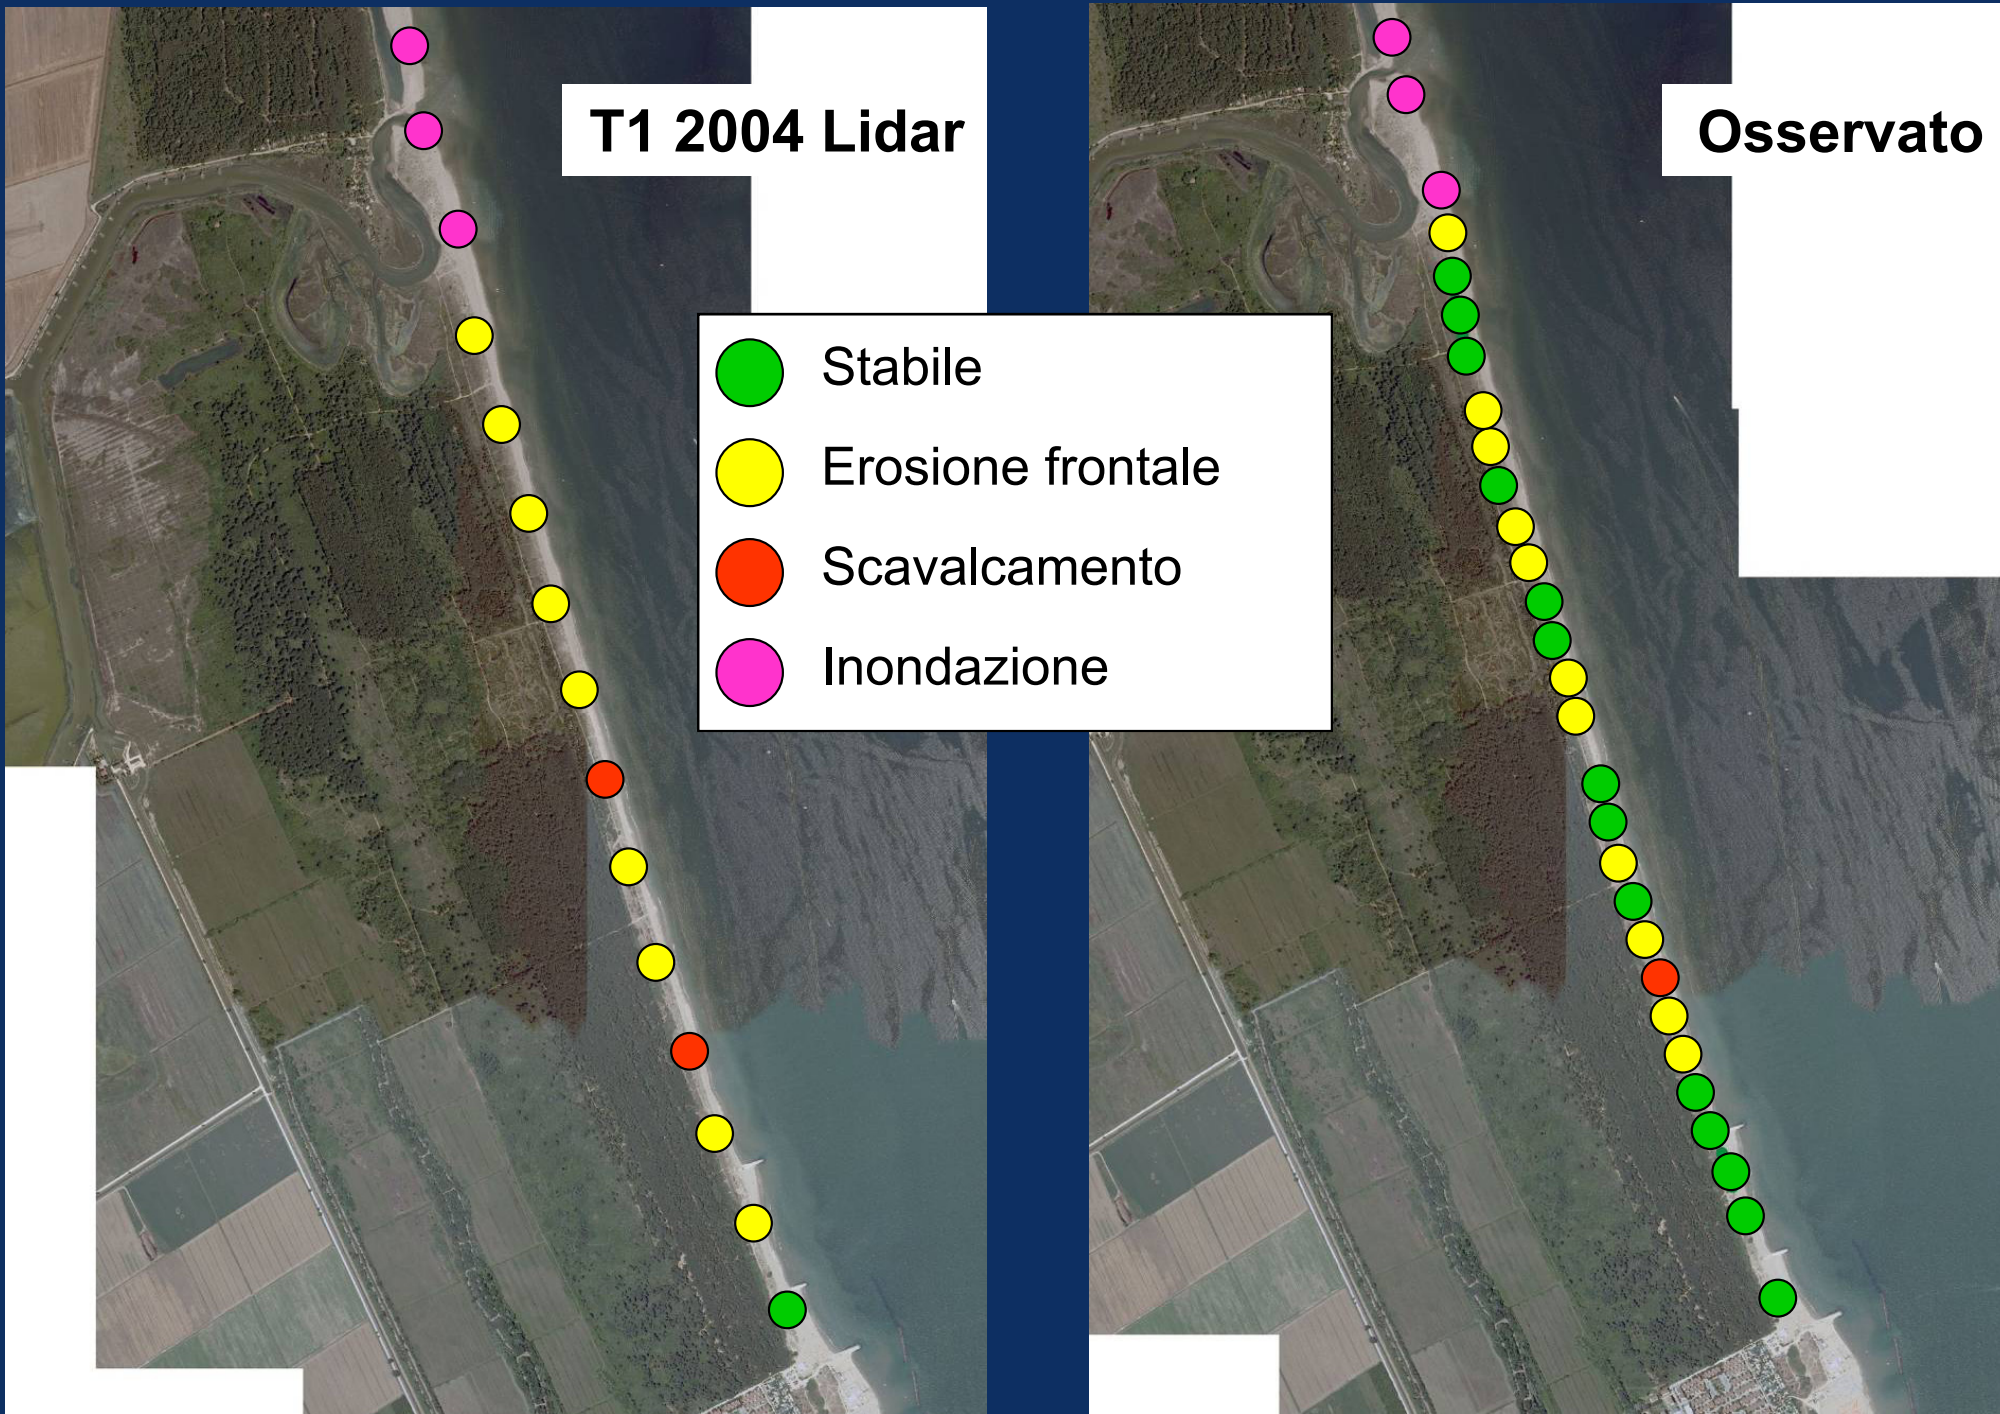 T1 2004 Lidar
Osservato
Stabile
Erosione frontale
Scavalcamento
Inondazione